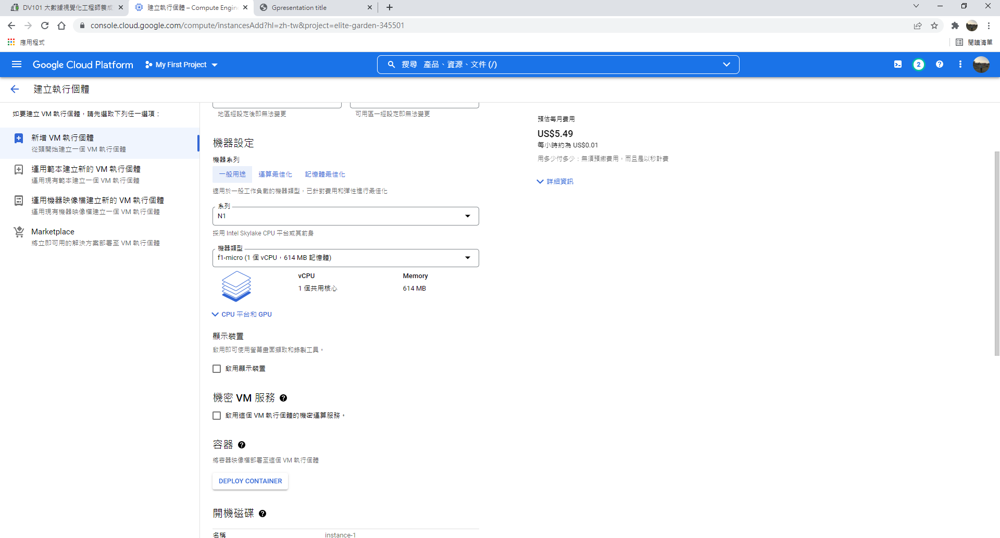 DV101 大數據視覺化工程師養成
建立執行個體 – Compute Engin
Gpresentation title
console.cloud.google.com/compute/instancesAdd?hl=zh-tw&project=elite-garden-345501
應用程式
閱讀清單
Google Cloud Platform
My First Project
搜尋 產品、資源、文件 (/)
2
建立執行個體
如要建立 VM 執行個體，請先選取下列任一選項：
新增 VM 執行個體
從頭開始建立一個 VM 執行個體
運用範本建立新的 VM 執行個體
運用現有範本建立一個 VM 執行個體
運用機器映像檔建立新的 VM 執行個體
運用現有機器映像檔建立一個 VM 執行個體
Marketplace
將立即可用的解決方案部署至 VM 執行個體
地區經設定後即無法變更
可用區一經設定即無法變更
機器設定
機器系列
一般用途 運算最佳化 記憶體最佳化
適用於一般工作負載的機器類型，已針對費用和彈性進行最佳化
系列
N1
採用 Intel Skylake CPU 平台或其前身
機器類型
f1-micro (1 個 vCPU，614 MB 記憶體)
vCPU Memory
1 個共用核心 614 MB
CPU 平台和 GPU
顯示裝置
啟用即可使用螢幕畫面擷取和錄製工具。
啟用顯示裝置
機密 VM 服務
啟用這個 VM 執行個體的機密運算服務。
容器
將容器映像檔部署至這個 VM 執行個體
DEPLOY CONTAINER
開機磁碟
名稱 instance-1
預估每月費用
US$5.49
每小時約為 US$0.01
用多少付多少：無須預繳費用，而且是以秒計費
詳細資訊